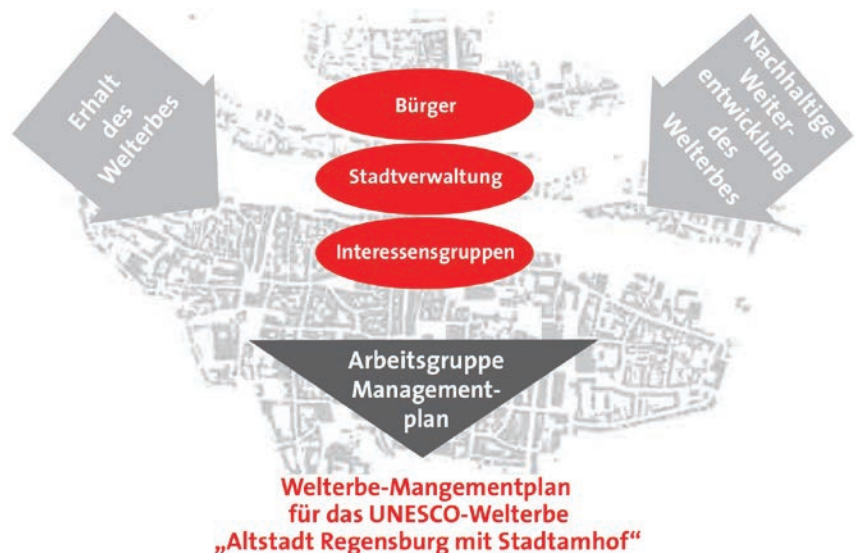 Erhalt
des
Welterbes
Nachhaltige
Weiter-
entwicklung
des
Welterbes
Bürger
Stadtverwaltung
Interessensgruppen
Arbeitsgruppe
Management-
plan
Welterbe-Mangementplan
für das UNESCO-Welterbe
„Altstadt Regensburg mit Stadtamhof“